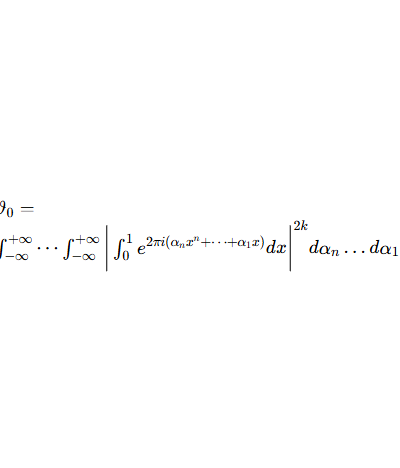 ϑ₀ =
∫_{-∞}^{+∞} ⋯ ∫_{-∞}^{+∞} | ∫_0^1 e^{2πi(α_n x^n+⋯+α_1 x)} dx |^{2k} dα_n … dα_1